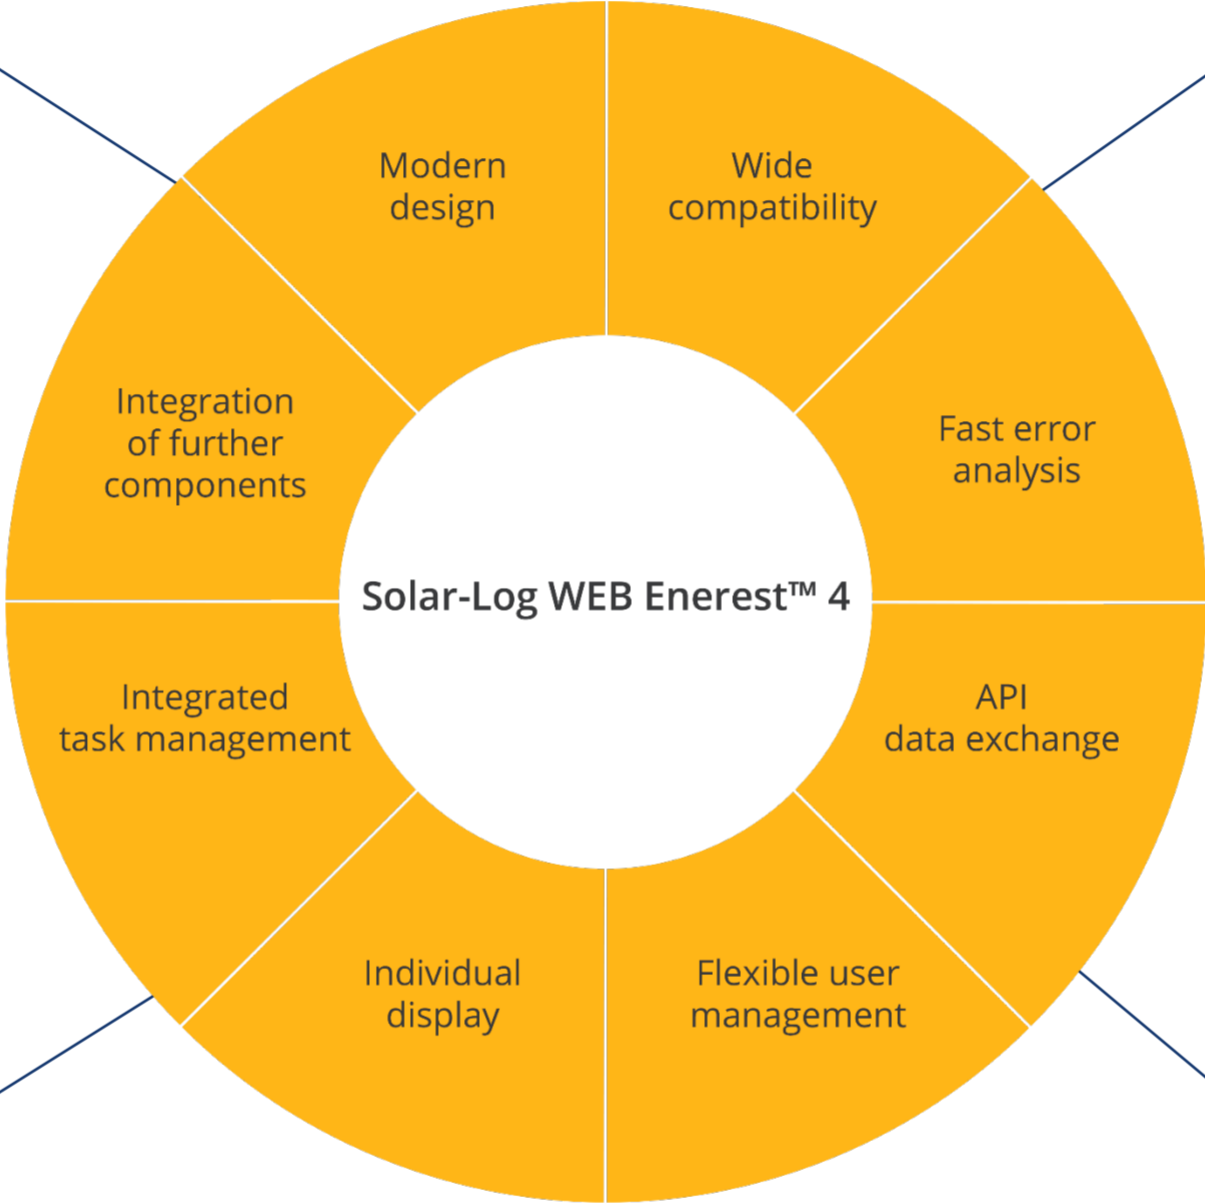 Modern
design
Wide
compatibility
Integration
of further
components
Fast error
analysis
Solar-Log WEB Enerest™ 4
Integrated
task management
API
data exchange
Individual
display
Flexible user
management